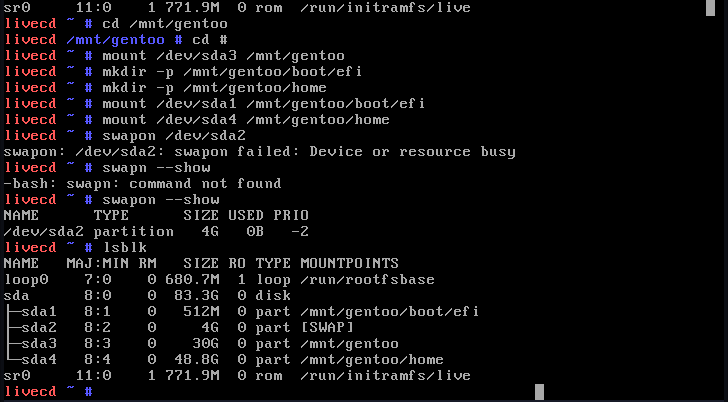 sr0 11:0 1 771.9M 0 rom /run/initramfs/live
livecd ~ # cd /mnt/gentoo
livecd /mnt/gentoo # cd #
livecd ~ # mount /dev/sda3 /mnt/gentoo
livecd ~ # mkdir -p /mnt/gentoo/boot/efi
livecd ~ # mkdir -p /mnt/gentoo/home
livecd ~ # mount /dev/sda1 /mnt/gentoo/boot/efi
livecd ~ # mount /dev/sda4 /mnt/gentoo/home
livecd ~ # swapon /dev/sda2
swapon: /dev/sda2: swapon failed: Device or resource busy
livecd ~ # swapn --show
-bash: swapn: command not found
livecd ~ # swapon --show
NAME TYPE SIZE USED PRIO
/dev/sda2 partition 4G 0B -2
livecd ~ # lsblk
NAME MAJ:MIN RM SIZE RO TYPE MOUNTPOINTS
loop0 7:0 0 680.7M 1 loop /run/rootfsbase
sda 8:0 0 83.3G 0 disk
├─sda1 8:1 0 512M 0 part /mnt/gentoo/boot/efi
├─sda2 8:2 0 4G 0 part [SWAP]
├─sda3 8:3 0 30G 0 part /mnt/gentoo
└─sda4 8:4 0 48.8G 0 part /mnt/gentoo/home
sr0 11:0 1 771.9M 0 rom /run/initramfs/live
livecd ~ #